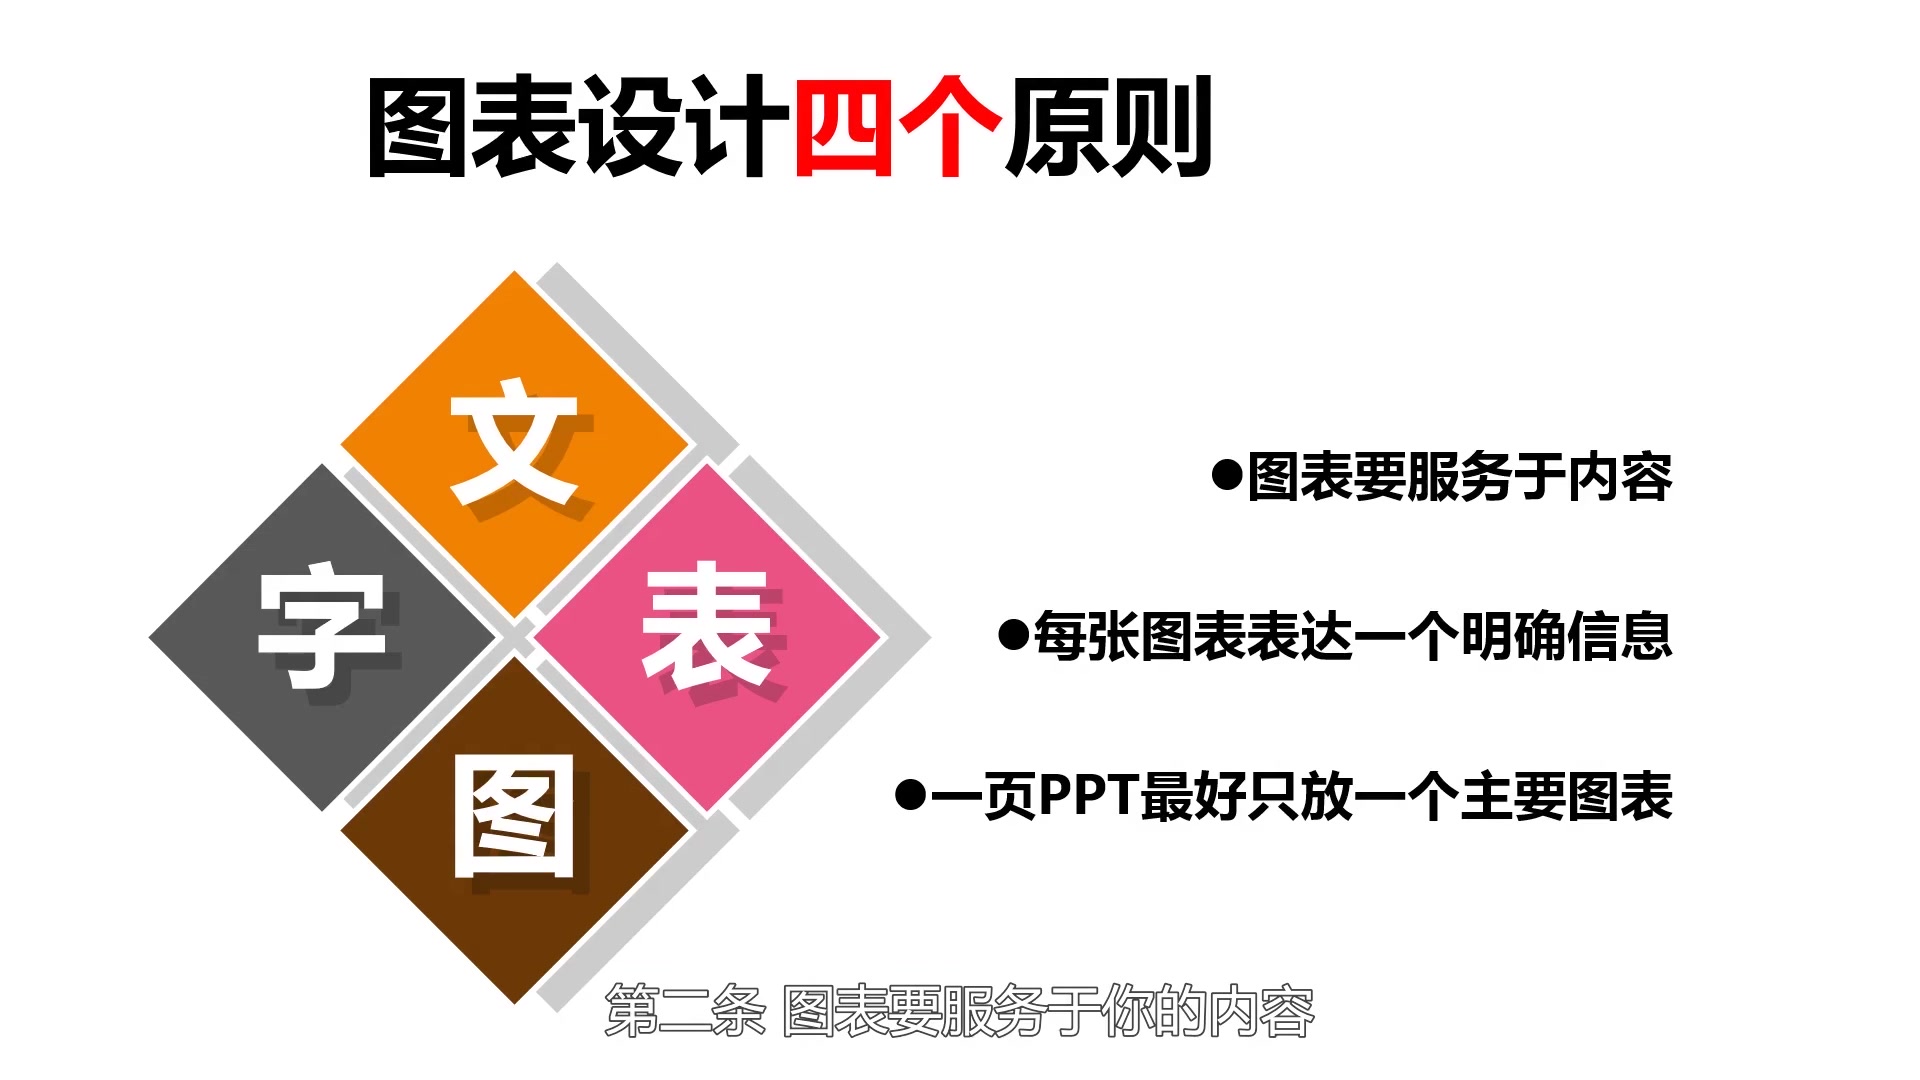 图表设计四个原则
文
字
表
图
●图表要服务于内容
●每张图表表达一个明确信息
●一页PPT最好只放一个主要图表
第二条 图表要服务于你的内容